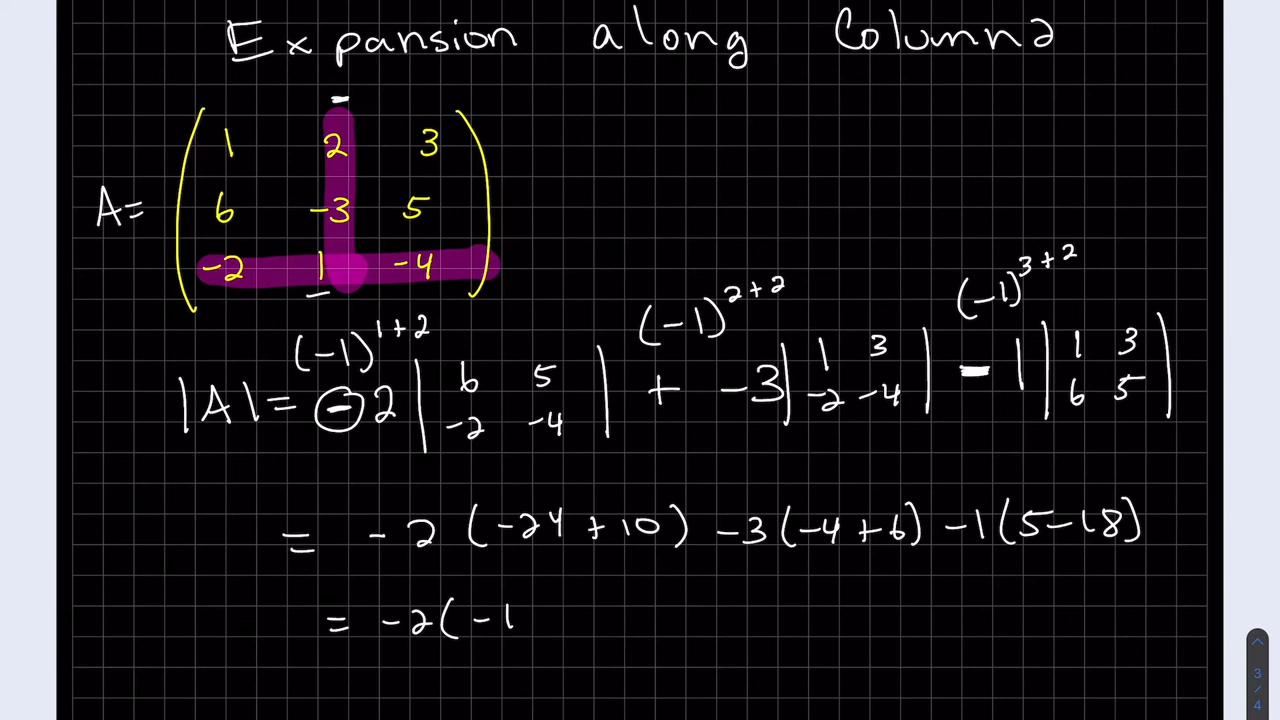 Expansion along Column 2
1 2 3
A = 6 -3 5
-2 1 -4
(-1)^{1+2} (-1)^{2+2} (-1)^{3+2}
|A| = -2 |6 5; -2 -4| + -3 |1 3; -2 -4| - 1 |1 3; 6 5|
= -2 (-24 + 10) -3 (-4 + 6) -1 (5 - 18)
= -2( -1
3 / 4